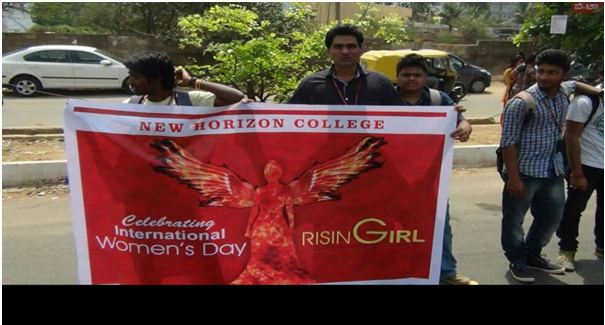 ಬಿ-ಟಾ
NEW HORIZON COLLEGE
Celebrating
International
Women's Day
RISINGIRL